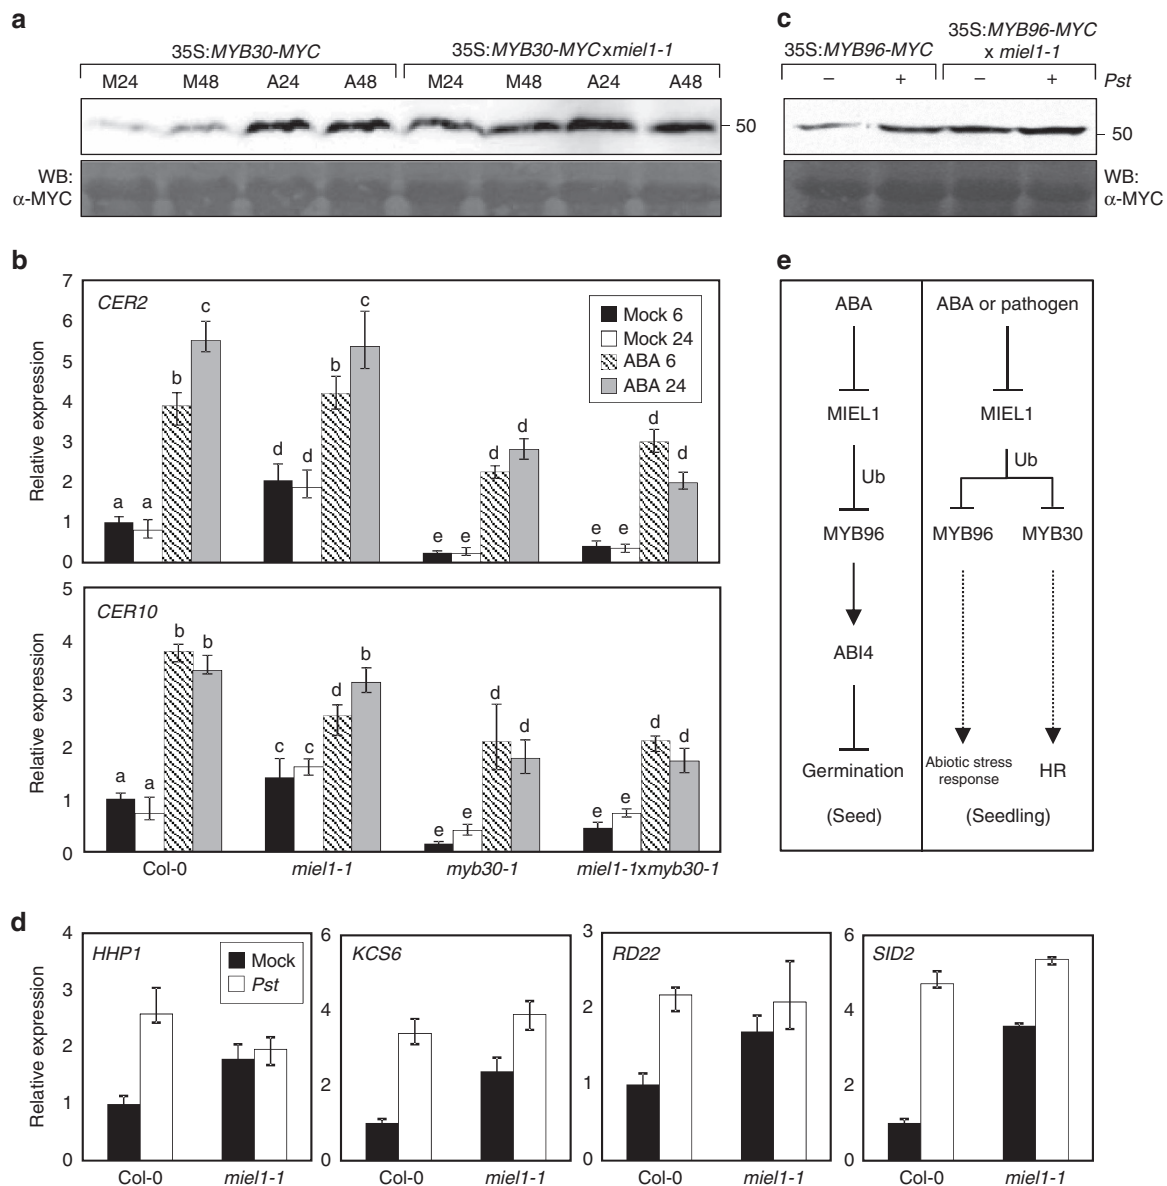 a
35S:MYB30-MYC
35S:MYB30-MYCxmiel1-1
M24 M48 A24 A48 M24 M48 A24 A48
50
WB:
α-MYC
c
35S:MYB96-MYC
35S:MYB96-MYC
x miel1-1
– + – + Pst
50
WB:
α-MYC
b
Relative expression
7
6
5
4
3
2
1
0
CER2
Mock 6
Mock 24
ABA 6
ABA 24
a a b c
d d b c
e e d d
e e d d
Relative expression
5
4
3
2
1
0
CER10
a a b b
c c d b
e e d d
e e d d
Col-0 miel1-1 myb30-1 miel1-1xmyb30-1
e
ABA
MIEL1
Ub
MYB96
ABI4
Germination
(Seed)
ABA or pathogen
MIEL1
Ub
MYB96 MYB30
Abiotic stress
response
HR
(Seedling)
d
Relative expression
4
3
2
1
0
HHP1
Mock
Pst
Col-0 miel1-1
6
4
2
0
KCS6
Col-0 miel1-1
3
2
1
0
RD22
Col-0 miel1-1
6
4
2
0
SID2
Col-0 miel1-1